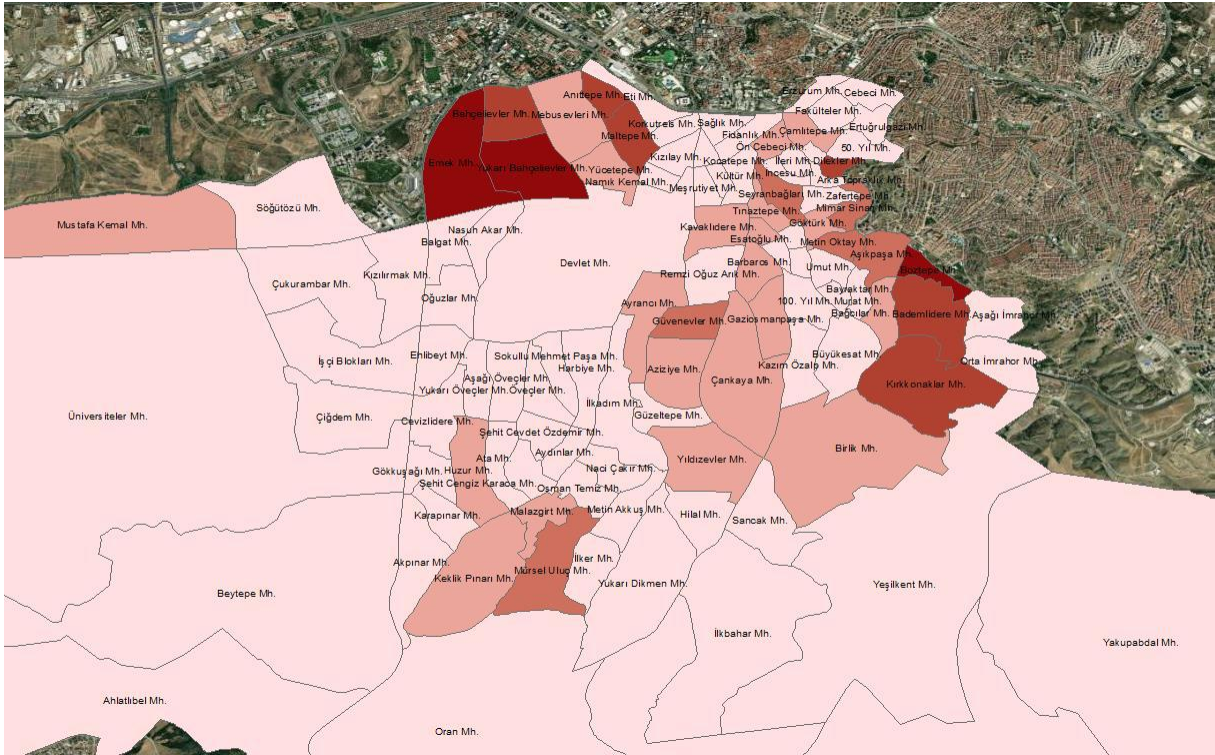 Erzurum Mh.
Cebeci Mh.
Anıttepe Mh.
Eti Mh.
Bahçelievler Mh.
Mebusevleri Mh.
Fakülteler Mh.
Korkutreis Mh.
Sağlık Mh.
Maltepe Mh.
Fidanlık Mh.
Çamlıtepe Mh.
Ertuğrulgazi Mh.
Ön Cebeci Mh.
50. Yıl Mh.
Emek Mh.
Yukarı Bahçelievler Mh.
Yücetepe Mh.
Kızılay Mh.
Kocatepe Mh.
İleri Mh.
Dilekler Mh.
Namık Kemal Mh.
Meşrutiyet Mh.
Kültür Mh.
İncesu Mh.
Arka Topraklık Mh.
Seyranbağları Mh.
Zafertepe Mh.
Söğütözü Mh.
Tınaztepe Mh.
Mimar Sinan Mh.
Mustafa Kemal Mh.
Nasuh Akar Mh.
Kavaklıdere Mh.
Göktürk Mh.
Balgat Mh.
Esatoğlu Mh.
Metin Oktay Mh.
Aşıkpaşa Mh.
Devlet Mh.
Barbaros Mh.
Umut Mh.
Boztepe Mh.
Kızılırmak Mh.
Remzi Oğuz Arık Mh.
Çukurambar Mh.
Oğuzlar Mh.
Bayraktar Mh.
Ayrancı Mh.
100. Yıl Mh.
Murat Mh.
Güvenevler Mh.
Gaziosmanpaşa Mh.
Bağcılar Mh.
Bademlidere Mh.
Aşağı İmrahor Mh.
İşçi Blokları Mh.
Ehlibeyt Mh.
Sokullu Mehmet Paşa Mh.
Harbiye Mh.
Büyükesat Mh.
Orta İmrahor Mh.
Aziziye Mh.
Kazım Özalp Mh.
Aşağı Öveçler Mh.
Çankaya Mh.
Kırkkonaklar Mh.
Yukarı Öveçler Mh.
Öveçler Mh.
İlkadım Mh.
Üniversiteler Mh.
Çiğdem Mh.
Cevizlidere Mh.
Güzeltepe Mh.
Şehit Cevdet Özdemir Mh.
Birlik Mh.
Ata Mh.
Aydınlar Mh.
Yıldızevler Mh.
Gökkuşağı Mh.
Huzur Mh.
Naci Çakır Mh.
Şehit Cengiz Karaca Mh.
Osman Temiz Mh.
Karapınar Mh.
Malazgirt Mh.
Metin Akkuş Mh.
Hilal Mh.
Sancak Mh.
Akpınar Mh.
İlker Mh.
Keklik Pınarı Mh.
Mürsel Uluç Mh.
Yukarı Dikmen Mh.
Yeşilkent Mh.
Beytepe Mh.
İlkbahar Mh.
Yakupabdal Mh.
Ahlatlıbel Mh.
Oran Mh.